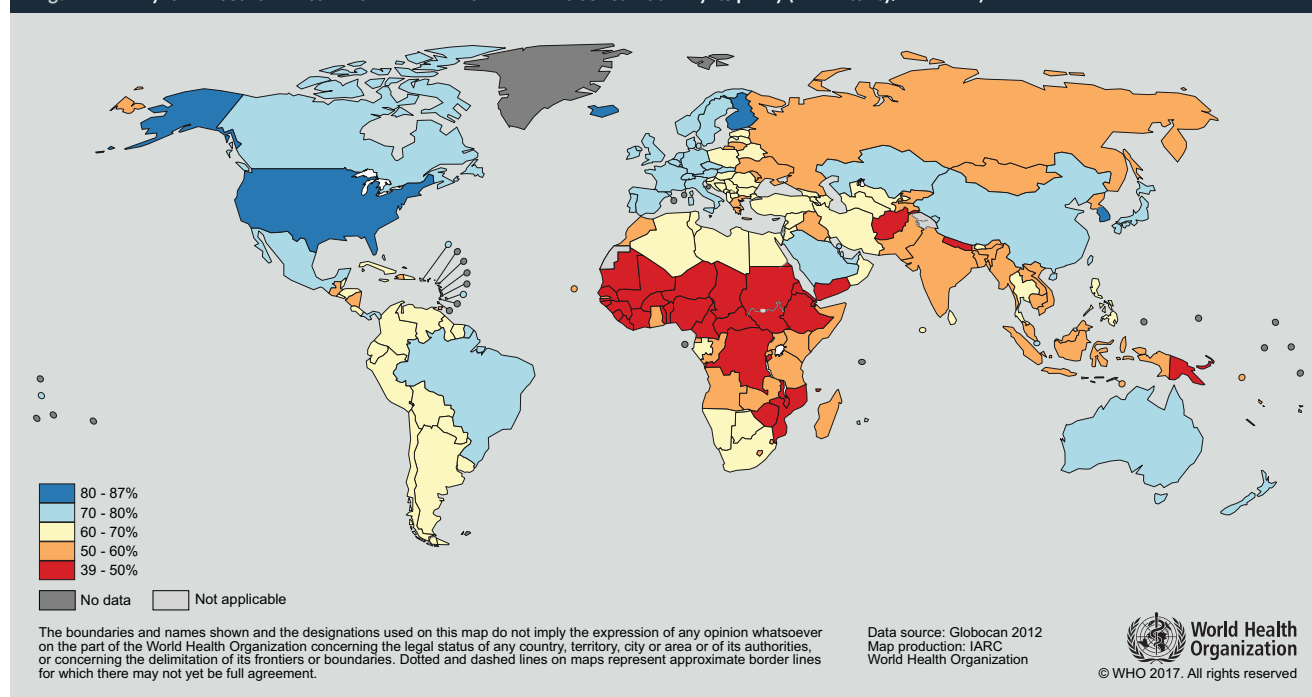 80 - 87%
70 - 80%
60 - 70%
50 - 60%
39 - 50%
No data
Not applicable
The boundaries and names shown and the designations used on this map do not imply the expression of any opinion whatsoever
on the part of the World Health Organization concerning the legal status of any country, territory, city or area or of its authorities,
or concerning the delimitation of its frontiers or boundaries. Dotted and dashed lines on maps represent approximate border lines
for which there may not yet be full agreement.
Data source: Globocan 2012
Map production: IARC
World Health Organization
World Health
Organization
© WHO 2017. All rights reserved